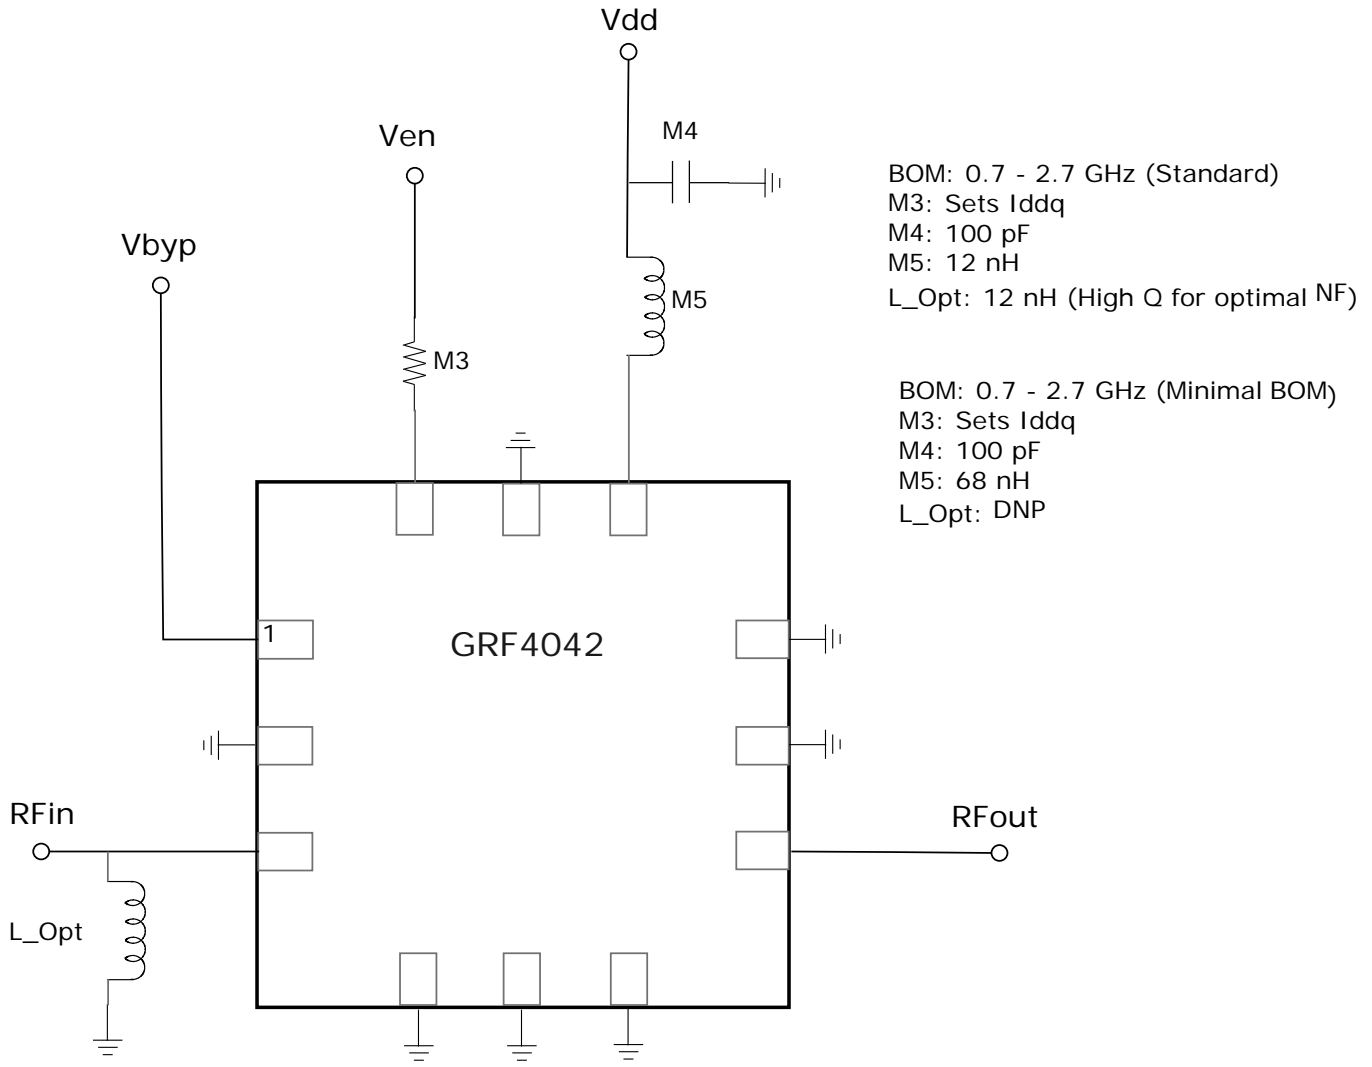 Vdd
M4
Ven
BOM: 0.7 - 2.7 GHz (Standard)
M3: Sets Iddq
M4: 100 pF
M5: 12 nH
L_Opt: 12 nH (High Q for optimal NF)
Vbyp
M5
M3
BOM: 0.7 - 2.7 GHz (Minimal BOM)
M3: Sets Iddq
M4: 100 pF
M5: 68 nH
L_Opt: DNP
1
GRF4042
RFin
RFout
L_Opt